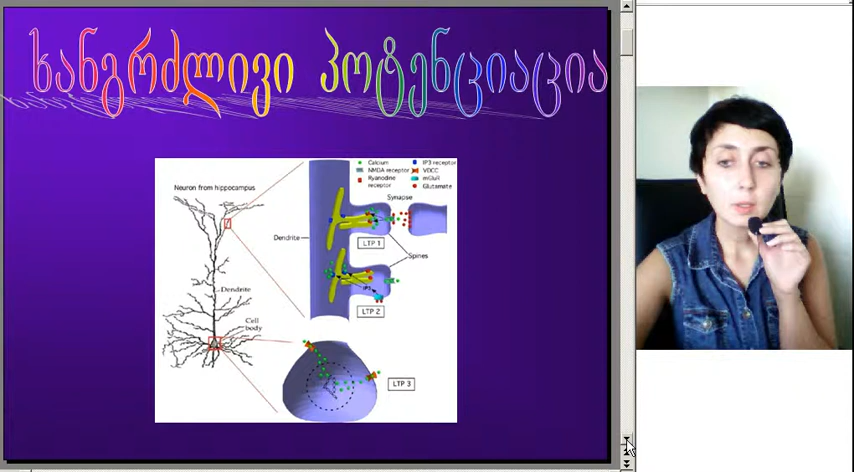 ხანგრძლივი პოტენციაცია
Neuron from hippocampus
Calcium
NMDA receptor
Ryanodine
receptor
IP3 receptor
VDCC
mGluR
Glutamate
Synapse
Dendrite
LTP 1
Spines
IP3
LTP 2
Dendrite
Cell
body
LTP 3